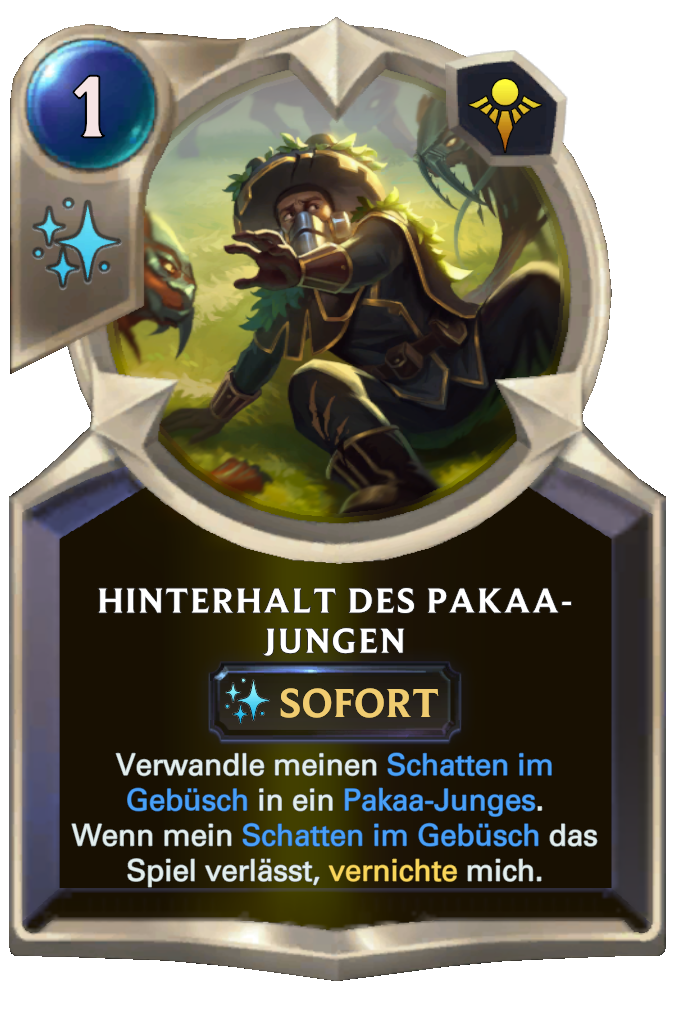 1
HINTERHALT DES PAKAA-
JUNGEN
SOFORT
Verwandle meinen Schatten im
Gebüsch in ein Pakaa-Junges.
Wenn mein Schatten im Gebüsch das
Spiel verlässt, vernichte mich.